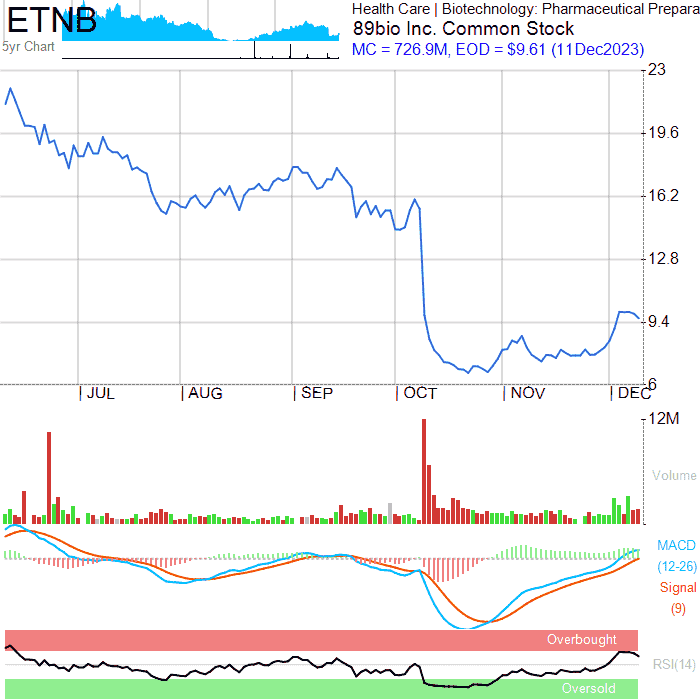 ETNB
5yr Chart
Health Care | Biotechnology: Pharmaceutical Prepara
89bio Inc. Common Stock
MC = 726.9M, EOD = $9.61 (11Dec2023)
23
19.6
16.2
12.8
9.4
6
JUL
AUG
SEP
OCT
NOV
DEC
12M
Volume
MACD
(12-26)
Signal
(9)
Overbought
RSI(14)
Oversold